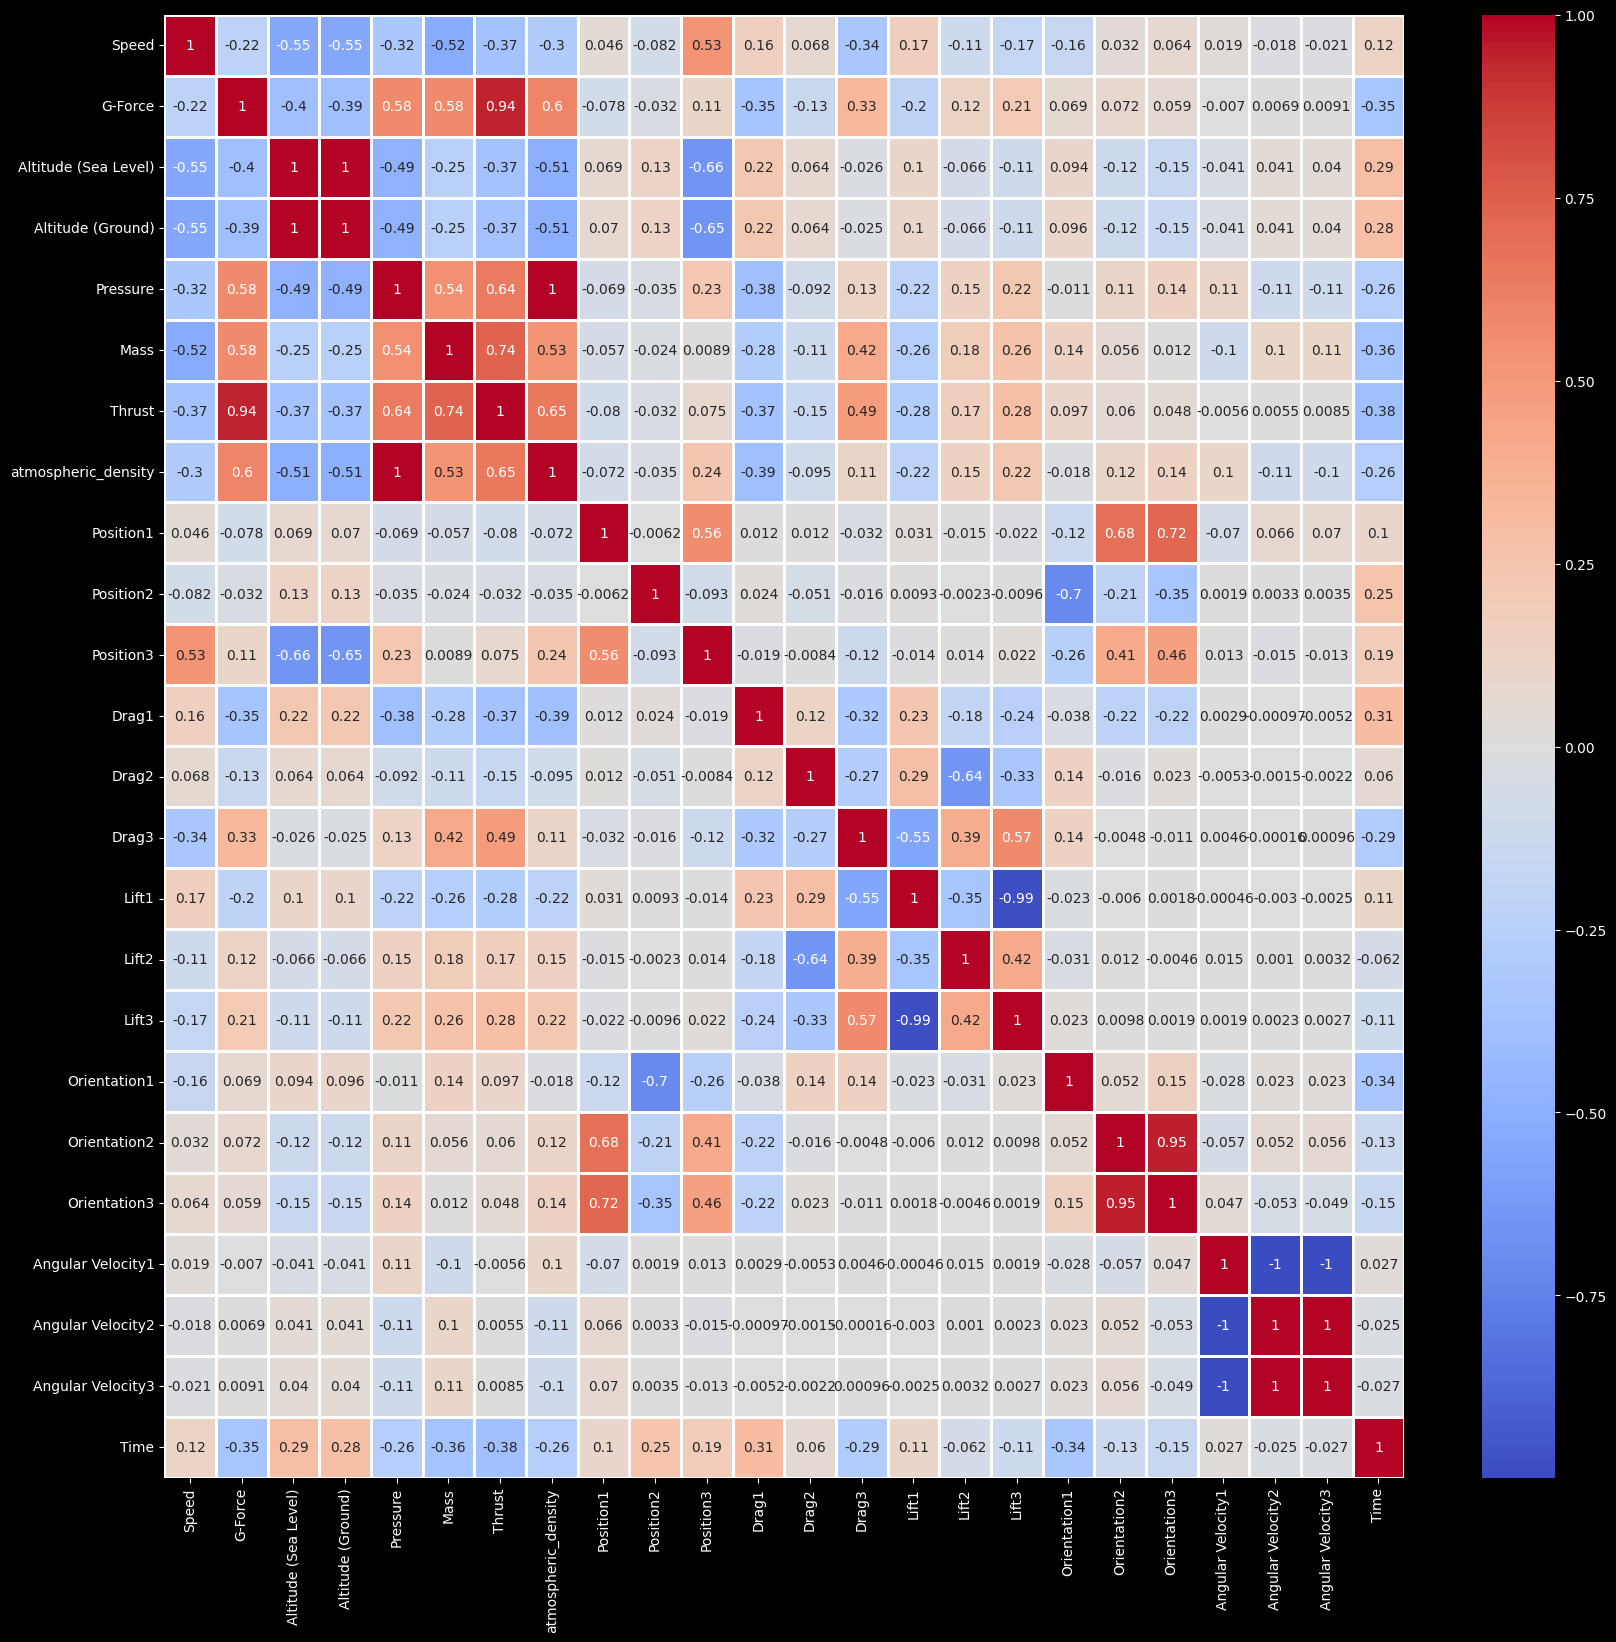 Speed 1 -0.22 -0.55 -0.55 -0.32 -0.52 -0.37 -0.3 0.046 -0.082 0.53 0.16 0.068 -0.34 0.17 -0.11 -0.17 -0.16 0.032 0.064 0.019 -0.018 -0.021 0.12
G-Force -0.22 1 -0.4 -0.39 0.58 0.58 0.94 0.6 -0.078 -0.032 0.11 -0.35 -0.13 0.33 -0.2 0.12 0.21 0.069 0.072 0.059 -0.007 0.0069 0.0091 -0.35
Altitude (Sea Level) -0.55 -0.4 1 1 -0.49 -0.25 -0.37 -0.51 0.069 0.13 -0.66 0.22 0.064 -0.026 0.1 -0.066 -0.11 0.094 -0.12 -0.15 -0.041 0.041 0.04 0.29
Altitude (Ground) -0.55 -0.39 1 1 -0.49 -0.25 -0.37 -0.51 0.07 0.13 -0.65 0.22 0.064 -0.025 0.1 -0.066 -0.11 0.096 -0.12 -0.15 -0.041 0.041 0.04 0.28
Pressure -0.32 0.58 -0.49 -0.49 1 0.54 0.64 1 -0.069 -0.035 0.23 -0.38 -0.092 0.13 -0.22 0.15 0.22 -0.011 0.11 0.14 0.11 -0.11 -0.11 -0.26
Mass -0.52 0.58 -0.25 -0.25 0.54 1 0.74 0.53 -0.057 -0.024 0.0089 -0.28 -0.11 0.42 -0.26 0.18 0.26 0.14 0.056 0.012 -0.1 0.1 0.11 -0.36
Thrust -0.37 0.94 -0.37 -0.37 0.64 0.74 1 0.65 -0.08 -0.032 0.075 -0.37 -0.15 0.49 -0.28 0.17 0.28 0.097 0.06 0.048 -0.0056 0.0055 0.0085 -0.38
atmospheric_density -0.3 0.6 -0.51 -0.51 1 0.53 0.65 1 -0.072 -0.035 0.24 -0.39 -0.095 0.11 -0.22 0.15 0.22 -0.018 0.12 0.14 0.1 -0.11 -0.1 -0.26
Position1 0.046 -0.078 0.069 0.07 -0.069 -0.057 -0.08 -0.072 1 -0.0062 0.56 0.012 0.012 -0.032 0.031 -0.015 -0.022 -0.12 0.68 0.72 -0.07 0.066 0.07 0.1
Position2 -0.082 -0.032 0.13 0.13 -0.035 -0.024 -0.032 -0.035 -0.0062 1 -0.093 0.024 -0.051 -0.016 0.0093 -0.0023 -0.0096 -0.7 -0.21 -0.35 0.0019 0.0033 0.0035 0.25
Position3 0.53 0.11 -0.66 -0.65 0.23 0.0089 0.075 0.24 0.56 -0.093 1 -0.019 -0.0084 -0.12 -0.014 0.014 0.022 -0.26 0.41 0.46 0.013 -0.015 -0.013 0.19
Drag1 0.16 -0.35 0.22 0.22 -0.38 -0.28 -0.37 -0.39 0.012 0.024 -0.019 1 0.12 -0.32 0.23 -0.18 -0.24 -0.038 -0.22 -0.22 0.0029 -0.00097 -0.0052 0.31
Drag2 0.068 -0.13 0.064 0.064 -0.092 -0.11 -0.15 -0.095 0.012 -0.051 -0.0084 0.12 1 -0.27 0.29 -0.64 -0.33 0.14 -0.016 0.023 -0.0053 -0.0015 -0.0022 0.06
Drag3 -0.34 0.33 -0.026 -0.025 0.13 0.42 0.49 0.11 -0.032 -0.016 -0.12 -0.32 -0.27 1 -0.55 0.39 0.57 0.14 -0.0048 -0.011 0.0046 -0.00016 0.00096 -0.29
Lift1 0.17 -0.2 0.1 0.1 -0.22 -0.26 -0.28 -0.22 0.031 0.0093 -0.014 0.23 0.29 -0.55 1 -0.35 -0.99 -0.023 -0.006 0.0018 -0.00046 -0.003 -0.0025 0.11
Lift2 -0.11 0.12 -0.066 -0.066 0.15 0.18 0.17 0.15 -0.015 -0.0023 0.014 -0.18 -0.64 0.39 -0.35 1 0.42 -0.031 0.012 -0.0046 0.015 0.001 0.0032 -0.062
Lift3 -0.17 0.21 -0.11 -0.11 0.22 0.26 0.28 0.22 -0.022 -0.0096 0.022 -0.24 -0.33 0.57 -0.99 0.42 1 0.023 0.0098 0.0019 0.0019 0.0023 0.0027 -0.11
Orientation1 -0.16 0.069 0.094 0.096 -0.011 0.14 0.097 -0.018 -0.12 -0.7 -0.26 -0.038 0.14 0.14 -0.023 -0.031 0.023 1 0.052 0.15 -0.028 0.023 0.023 -0.34
Orientation2 0.032 0.072 -0.12 -0.12 0.11 0.056 0.06 0.12 0.68 -0.21 0.41 -0.22 -0.016 -0.0048 -0.006 0.012 0.0098 0.052 1 0.95 -0.057 0.052 0.056 -0.13
Orientation3 0.064 0.059 -0.15 -0.15 0.14 0.012 0.048 0.14 0.72 -0.35 0.46 -0.22 0.023 -0.011 0.0018 -0.0046 0.0019 0.15 0.95 1 0.047 -0.053 -0.049 -0.15
Angular Velocity1 0.019 -0.007 -0.041 -0.041 0.11 -0.1 -0.0056 0.1 -0.07 0.0019 0.013 0.0029 -0.0053 0.0046 -0.00046 0.015 0.0019 -0.028 -0.057 0.047 1 -1 -1 0.027
Angular Velocity2 -0.018 0.0069 0.041 0.041 -0.11 0.1 0.0055 -0.11 0.066 0.0033 -0.015 -0.00097 -0.0015 -0.00016 -0.003 0.001 0.0023 0.023 0.052 -0.053 -1 1 1 -0.025
Angular Velocity3 -0.021 0.0091 0.04 0.04 -0.11 0.11 0.0085 -0.1 0.07 0.0035 -0.013 -0.0052 -0.0022 0.00096 -0.0025 0.0032 0.0027 0.023 0.056 -0.049 -1 1 1 -0.027
Time 0.12 -0.35 0.29 0.28 -0.26 -0.36 -0.38 -0.26 0.1 0.25 0.19 0.31 0.06 -0.29 0.11 -0.062 -0.11 -0.34 -0.13 -0.15 0.027 -0.025 -0.027 1
Speed
G-Force
Altitude (Sea Level)
Altitude (Ground)
Pressure
Mass
Thrust
atmospheric_density
Position1
Position2
Position3
Drag1
Drag2
Drag3
Lift1
Lift2
Lift3
Orientation1
Orientation2
Orientation3
Angular Velocity1
Angular Velocity2
Angular Velocity3
Time
1.00
0.75
0.50
0.25
0.00
−0.25
−0.50
−0.75